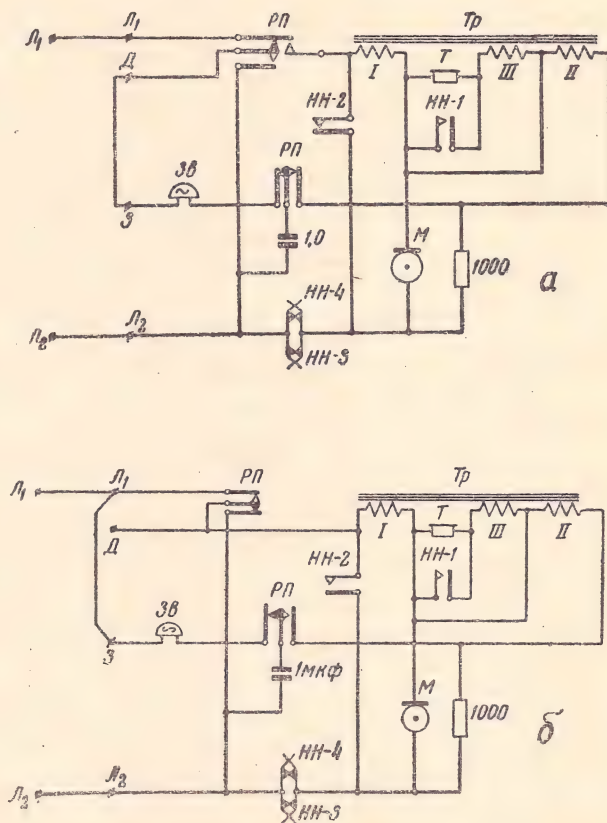 РП Тр
Л₁ Л₁
Д I Т III II
НН-2 НН-1
РП
Зв
З 1,0 М 1000 а
НН-4
Л₂ Л₂
НН-3
Л₁ Л₁ РП Тр
Д I Т III II
НН-2 НН-1
Зв РП
З 1мкф М 1000 б
НН-4
Л₂ Л₂
НН-3